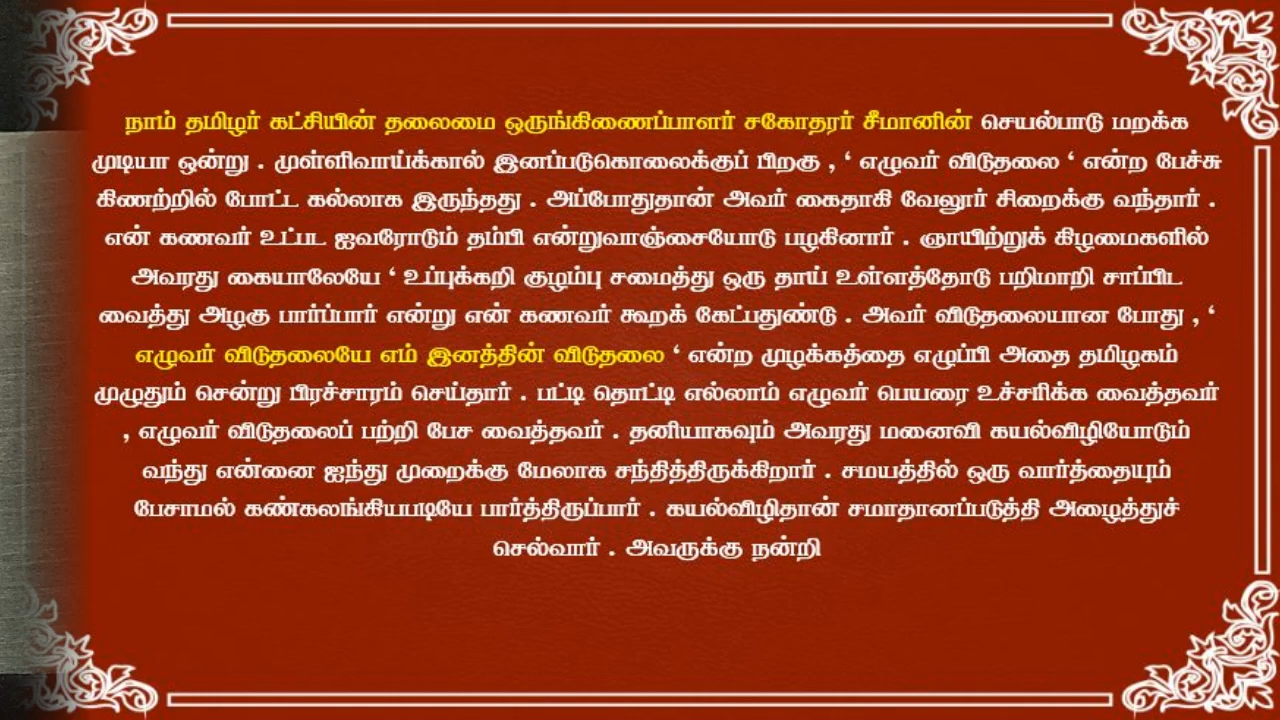 நாம் தமிழர் கட்சியின் தலைமை ஒருங்கிணைப்பாளர் சகோதரர் சீமானின் செயல்பாடு மறக்க
முடியா ஒன்று . முள்ளிவாய்க்கால் இனப்படுகொலைக்குப் பிறகு , ‘ எழுவர் விடுதலை ‘ என்ற பேச்சு
கிணற்றில் போட்ட கல்லாக இருந்தது . அப்போதுதான் அவர் கைதாகி வேலூர் சிறைக்கு வந்தார் .
என் கணவர் உட்பட ஐவரோடும் தம்பி என்றுவாஞ்சையோடு பழகினார் . ஞாயிற்றுக் கிழமைகளில்
அவரது கையாலேயே ‘ உப்புக்கறி குழம்பு சமைத்து ஒரு தாய் உள்ளத்தோடு பறிமாறி சாப்பிட
வைத்து அழகு பார்ப்பார் என்று என் கணவர் கூறக் கேட்பதுண்டு . அவர் விடுதலையான போது , ‘
எழுவர் விடுதலையே எம் இனத்தின் விடுதலை ‘ என்ற முழக்கத்தை எழுப்பி அதை தமிழகம்
முழுதும் சென்று பிரச்சாரம் செய்தார் . பட்டி தொட்டி எல்லாம் எழுவர் பெயரை உச்சரிக்க வைத்தவர்
, எழுவர் விடுதலைப் பற்றி பேச வைத்தவர் . தனியாகவும் அவரது மனைவி கயல்விழியோடும்
வந்து என்னை ஐந்து முறைக்கு மேலாக சந்தித்திருக்கிறார் . சமயத்தில் ஒரு வார்த்தையும்
பேசாமல் கண்கலங்கியபடியே பார்த்திருப்பார் . கயல்விழிதான் சமாதானப்படுத்தி அழைத்துச்
செல்வார் . அவருக்கு நன்றி